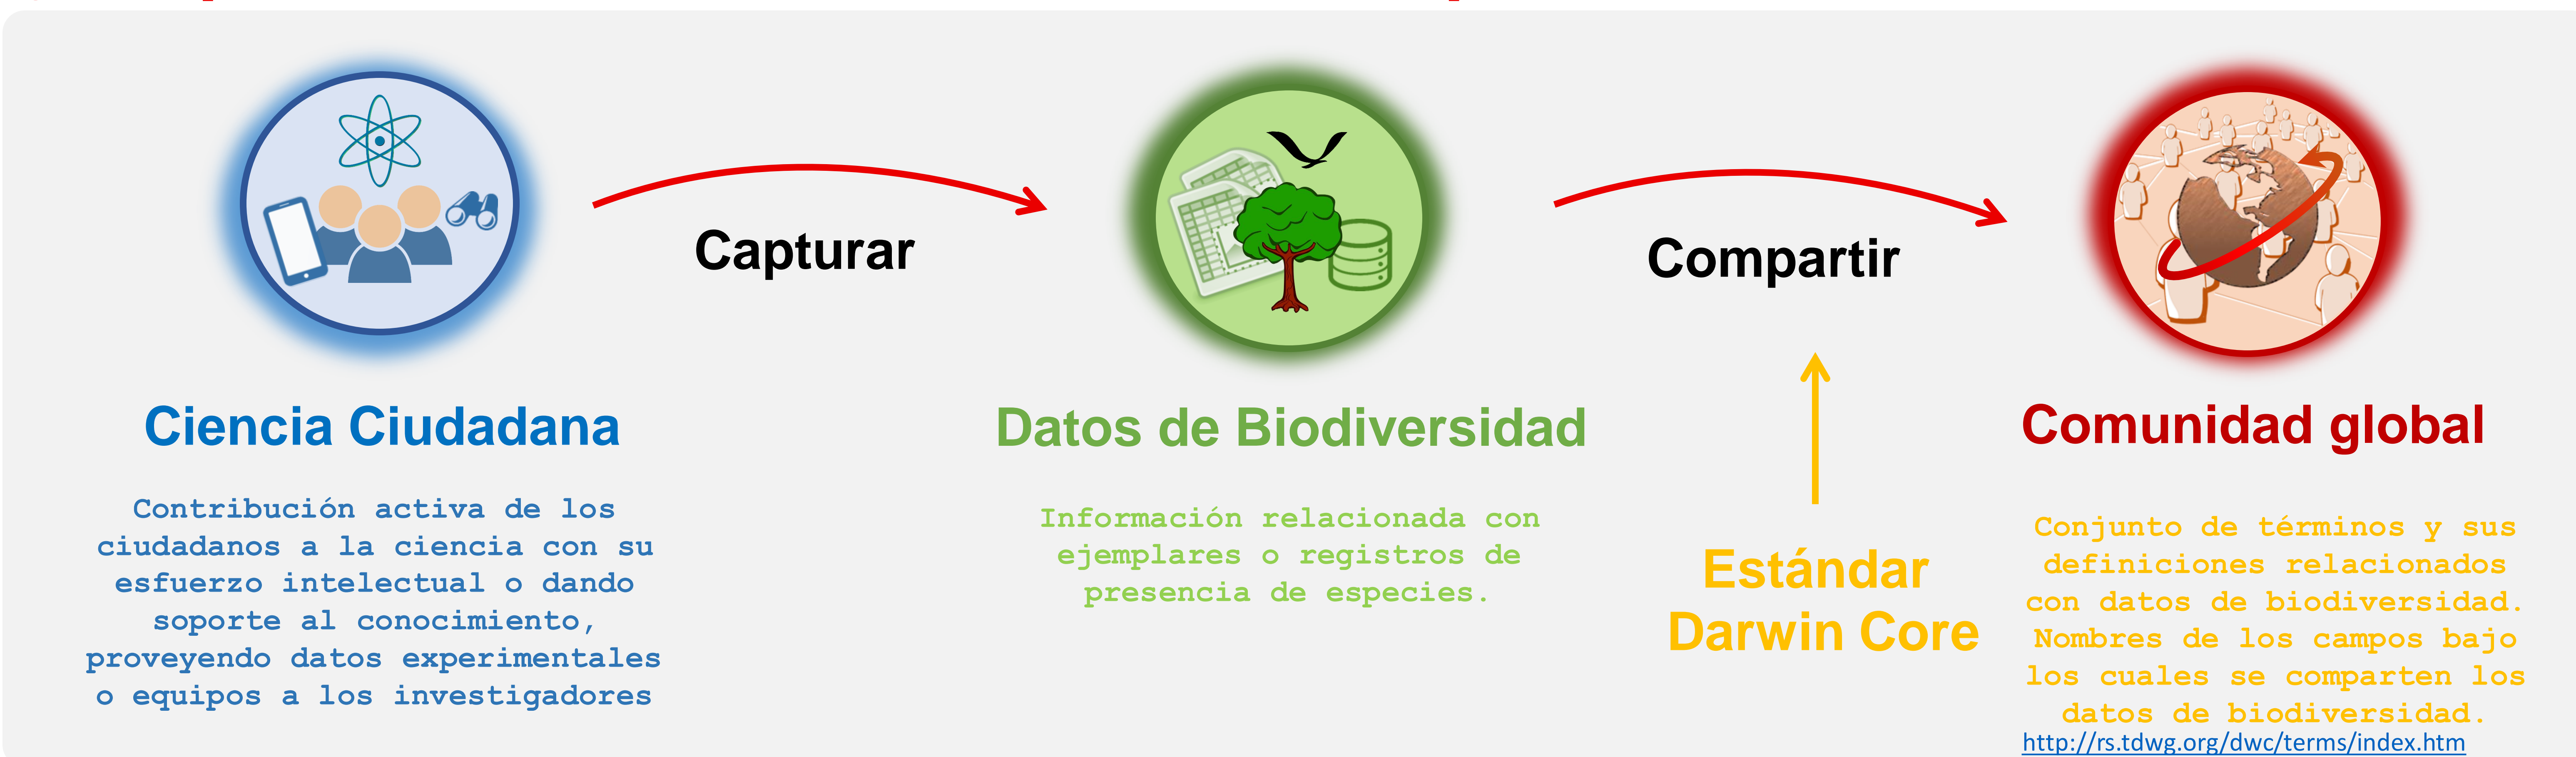 Capturar
Compartir
Ciencia Ciudadana
Contribución activa de los
ciudadanos a la ciencia con su
esfuerzo intelectual o dando
soporte al conocimiento,
proveyendo datos experimentales
o equipos a los investigadores
Datos de Biodiversidad
Información relacionada con
ejemplares o registros de
presencia de especies.
Estándar
Darwin Core
Comunidad global
Conjunto de términos y sus
definiciones relacionados
con datos de biodiversidad.
Nombres de los campos bajo
los cuales se comparten los
datos de biodiversidad.
http://rs.tdwg.org/dwc/terms/index.htm